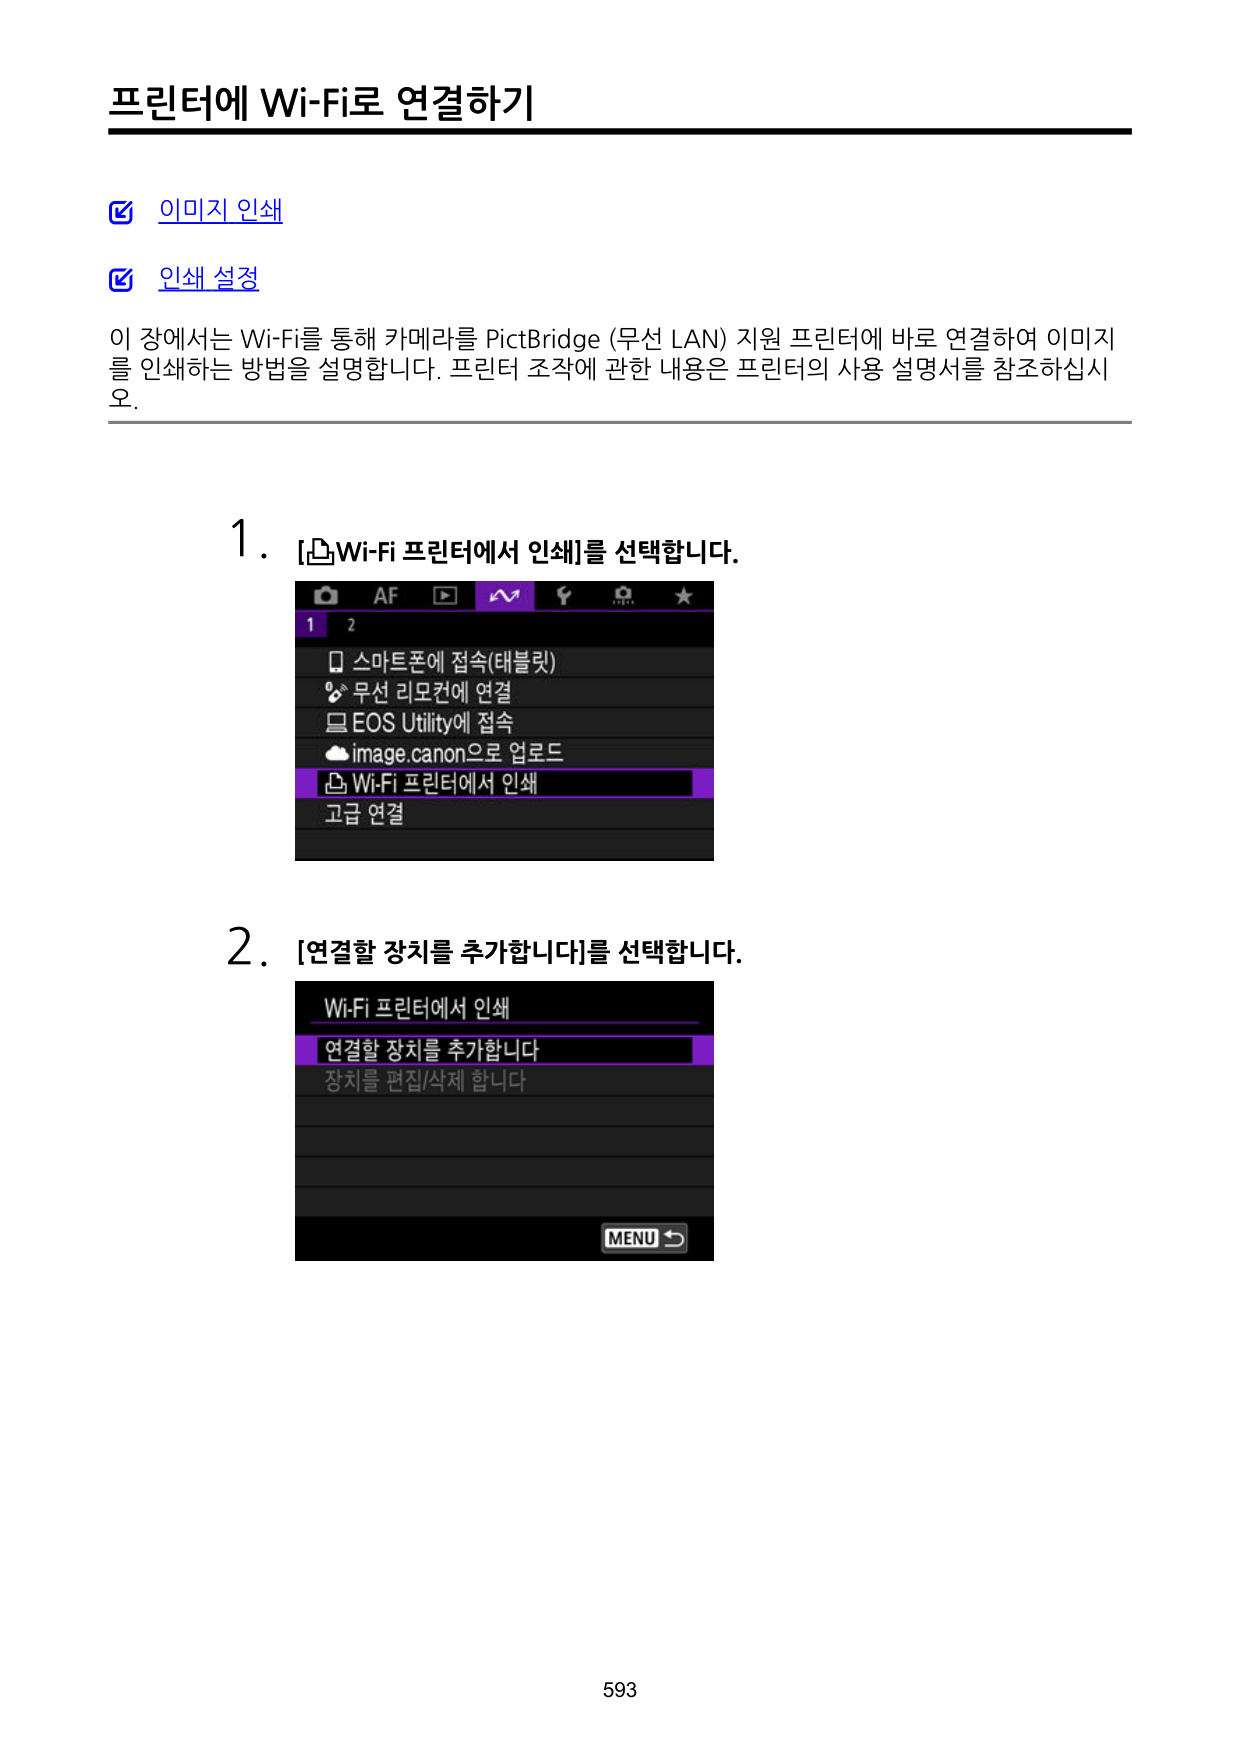 프린터에 Wi-Fi로 연결하기
이미지 인쇄
인쇄 설정
이 장에서는 Wi-Fi를 통해 카메라를 PictBridge (무선 LAN) 지원 프린터에 바로 연결하여 이미지
를 인쇄하는 방법을 설명합니다. 프린터 조작에 관한 내용은 프린터의 사용 설명서를 참조하십시
오.
1. [Wi-Fi 프린터에서 인쇄]를 선택합니다.
AF
1 2
스마트폰에 접속(태블릿)
무선 리모컨에 연결
EOS Utility에 접속
image.canon으로 업로드
Wi-Fi 프린터에서 인쇄
고급 연결
2. [연결할 장치를 추가합니다]를 선택합니다.
Wi-Fi 프린터에서 인쇄
연결할 장치를 추가합니다
장치를 편집/삭제 합니다
MENU
593